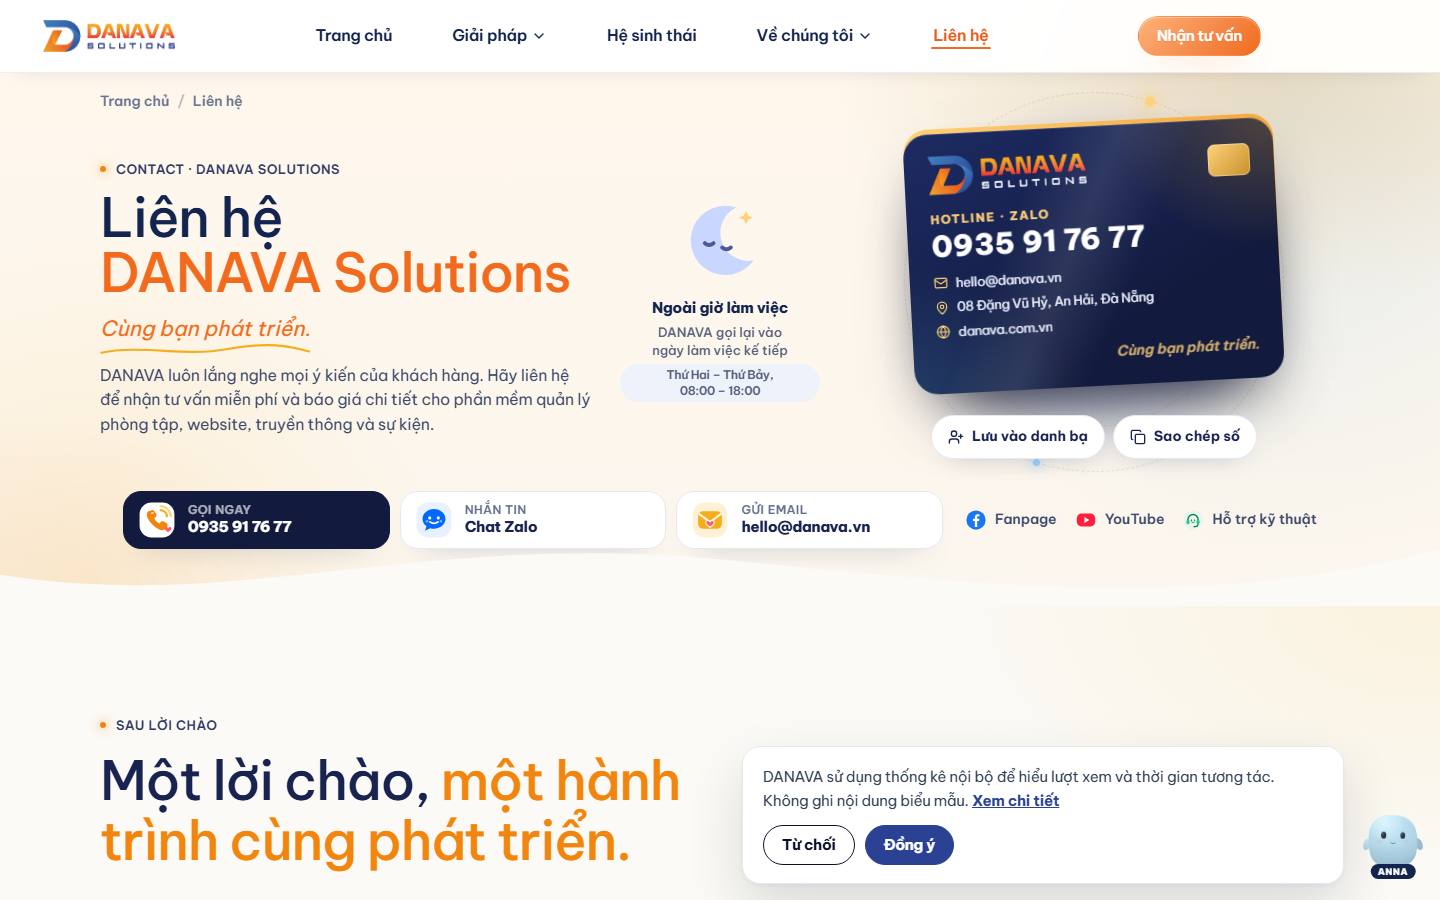 DANAVA
SOLUTIONS
Trang chủ
Giải pháp
Hệ sinh thái
Về chúng tôi
Liên hệ
Nhận tư vấn
Trang chủ / Liên hệ
CONTACT · DANAVA SOLUTIONS
Liên hệ
DANAVA Solutions
Cùng bạn phát triển.
DANAVA luôn lắng nghe mọi ý kiến của khách hàng. Hãy liên hệ
để nhận tư vấn miễn phí và báo giá chi tiết cho phần mềm quản lý
phòng tập, website, truyền thông và sự kiện.
Ngoài giờ làm việc
DANAVA gọi lại vào
ngày làm việc kế tiếp
Thứ Hai – Thứ Bảy,
08:00 – 18:00
DANAVA
SOLUTIONS
HOTLINE · ZALO
0935 91 76 77
hello@danava.vn
08 Đặng Vũ Hỷ, An Hải, Đà Nẵng
danava.com.vn
Cùng bạn phát triển.
Lưu vào danh bạ
Sao chép số
GỌI NGAY
0935 91 76 77
NHẮN TIN
Chat Zalo
GỬI EMAIL
hello@danava.vn
Fanpage
YouTube
Hỗ trợ kỹ thuật
SAU LỜI CHÀO
Một lời chào, một hành
trình cùng phát triển.
DANAVA sử dụng thống kê nội bộ để hiểu lượt xem và thời gian tương tác.
Không ghi nội dung biểu mẫu. Xem chi tiết
Từ chối
Đồng ý
ANNA